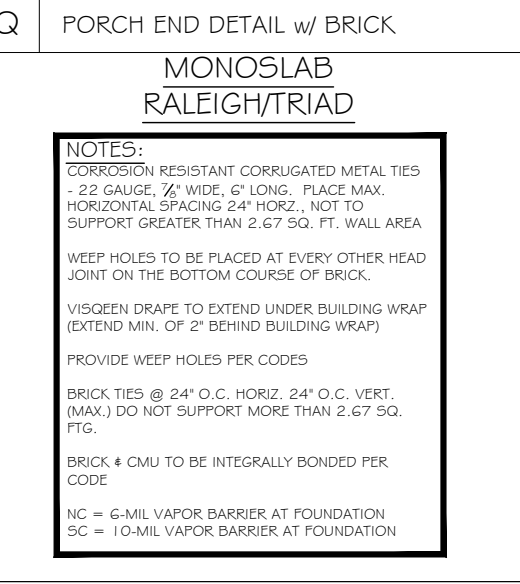 Q
PORCH END DETAIL w/ BRICK
MONOSLAB
RALEIGH/TRIAD
NOTES:
CORROSION RESISTANT CORRUGATED METAL TIES
- 22 GAUGE, 7/8" WIDE, 6" LONG. PLACE MAX.
HORIZONTAL SPACING 24" HORZ., NOT TO
SUPPORT GREATER THAN 2.67 SQ. FT. WALL AREA
WEEP HOLES TO BE PLACED AT EVERY OTHER HEAD
JOINT ON THE BOTTOM COURSE OF BRICK.
VISQEEN DRAPE TO EXTEND UNDER BUILDING WRAP
(EXTEND MIN. OF 2" BEHIND BUILDING WRAP)
PROVIDE WEEP HOLES PER CODES
BRICK TIES @ 24" O.C. HORIZ. 24" O.C. VERT.
(MAX.) DO NOT SUPPORT MORE THAN 2.67 SQ.
FTG.
BRICK & CMU TO BE INTEGRALLY BONDED PER
CODE
NC = 6-MIL VAPOR BARRIER AT FOUNDATION
SC = 10-MIL VAPOR BARRIER AT FOUNDATION